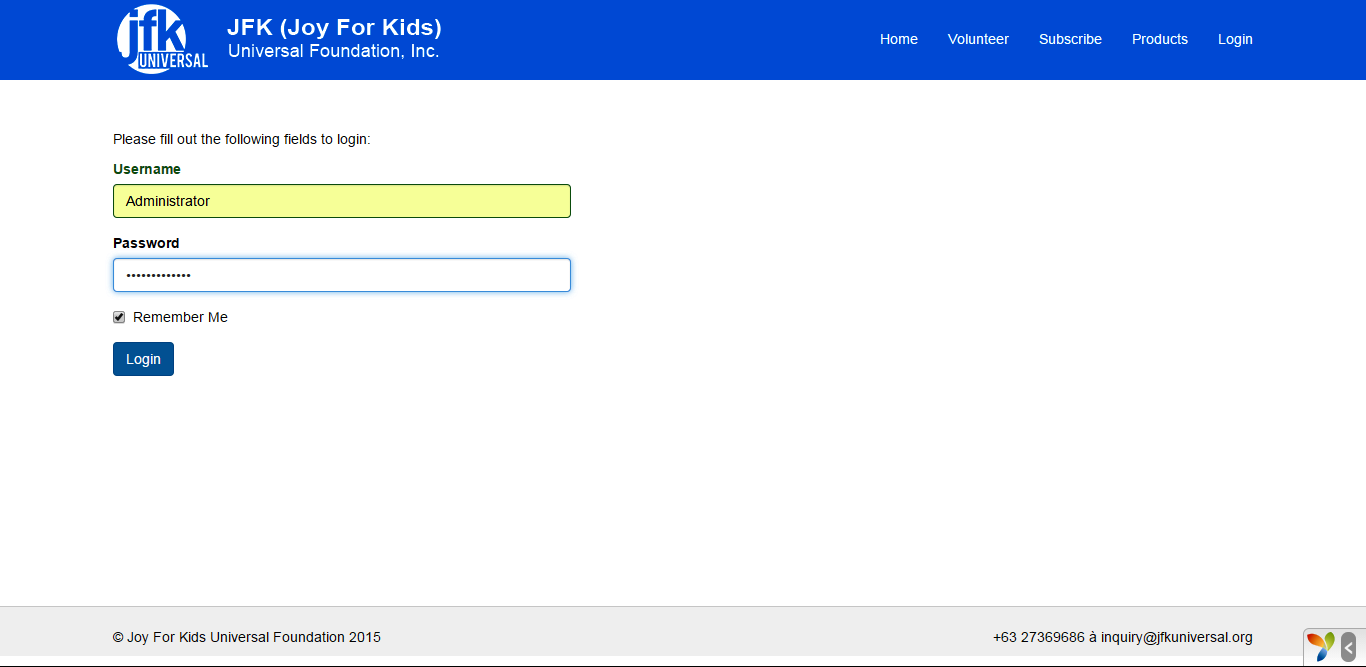 jfk
UNIVERSAL
JFK (Joy For Kids)
Universal Foundation, Inc.
Home Volunteer Subscribe Products Login
Please fill out the following fields to login:
Username
Administrator
Password
•••••••••••••
Remember Me
Login
© Joy For Kids Universal Foundation 2015
+63 27369686 à inquiry@jfkuniversal.org